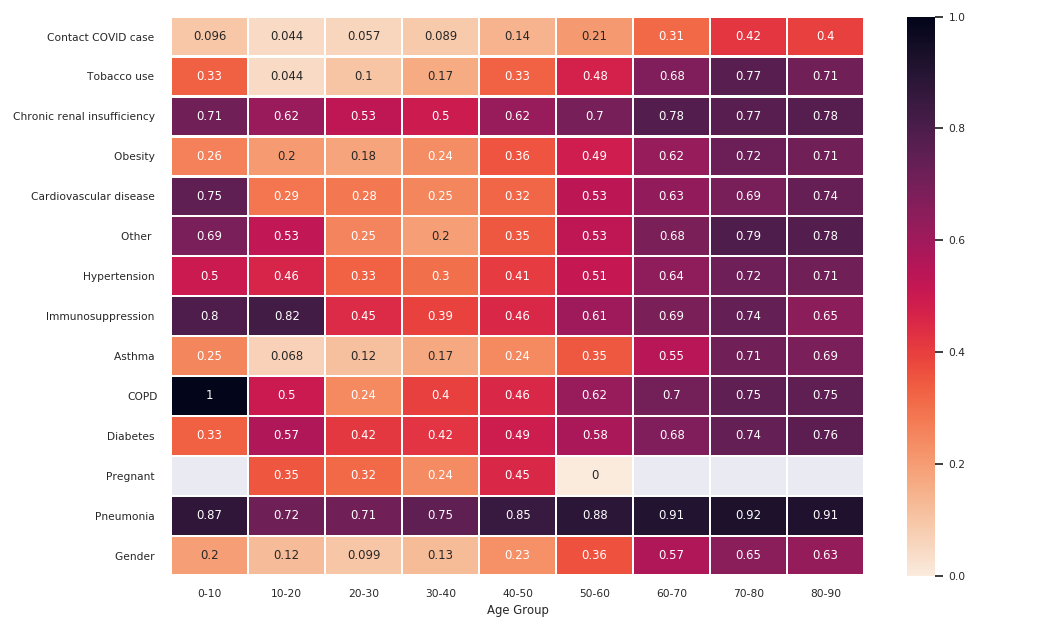 Contact COVID case 0.096 0.044 0.057 0.089 0.14 0.21 0.31 0.42 0.4 1.0
Tobacco use 0.33 0.044 0.1 0.17 0.33 0.48 0.68 0.77 0.71
Chronic renal insufficiency 0.71 0.62 0.53 0.5 0.62 0.7 0.78 0.77 0.78 0.8
Obesity 0.26 0.2 0.18 0.24 0.36 0.49 0.62 0.72 0.71
Cardiovascular disease 0.75 0.29 0.28 0.25 0.32 0.53 0.63 0.69 0.74
Other 0.69 0.53 0.25 0.2 0.35 0.53 0.68 0.79 0.78 0.6
Hypertension 0.5 0.46 0.33 0.3 0.41 0.51 0.64 0.72 0.71
Immunosuppression 0.8 0.82 0.45 0.39 0.46 0.61 0.69 0.74 0.65
Asthma 0.25 0.068 0.12 0.17 0.24 0.35 0.55 0.71 0.69 0.4
COPD 1 0.5 0.24 0.4 0.46 0.62 0.7 0.75 0.75
Diabetes 0.33 0.57 0.42 0.42 0.49 0.58 0.68 0.74 0.76
Pregnant 0.35 0.32 0.24 0.45 0 0.2
Pneumonia 0.87 0.72 0.71 0.75 0.85 0.88 0.91 0.92 0.91
Gender 0.2 0.12 0.099 0.13 0.23 0.36 0.57 0.65 0.63 0.0
0-10 10-20 20-30 30-40 40-50 50-60 60-70 70-80 80-90
Age Group